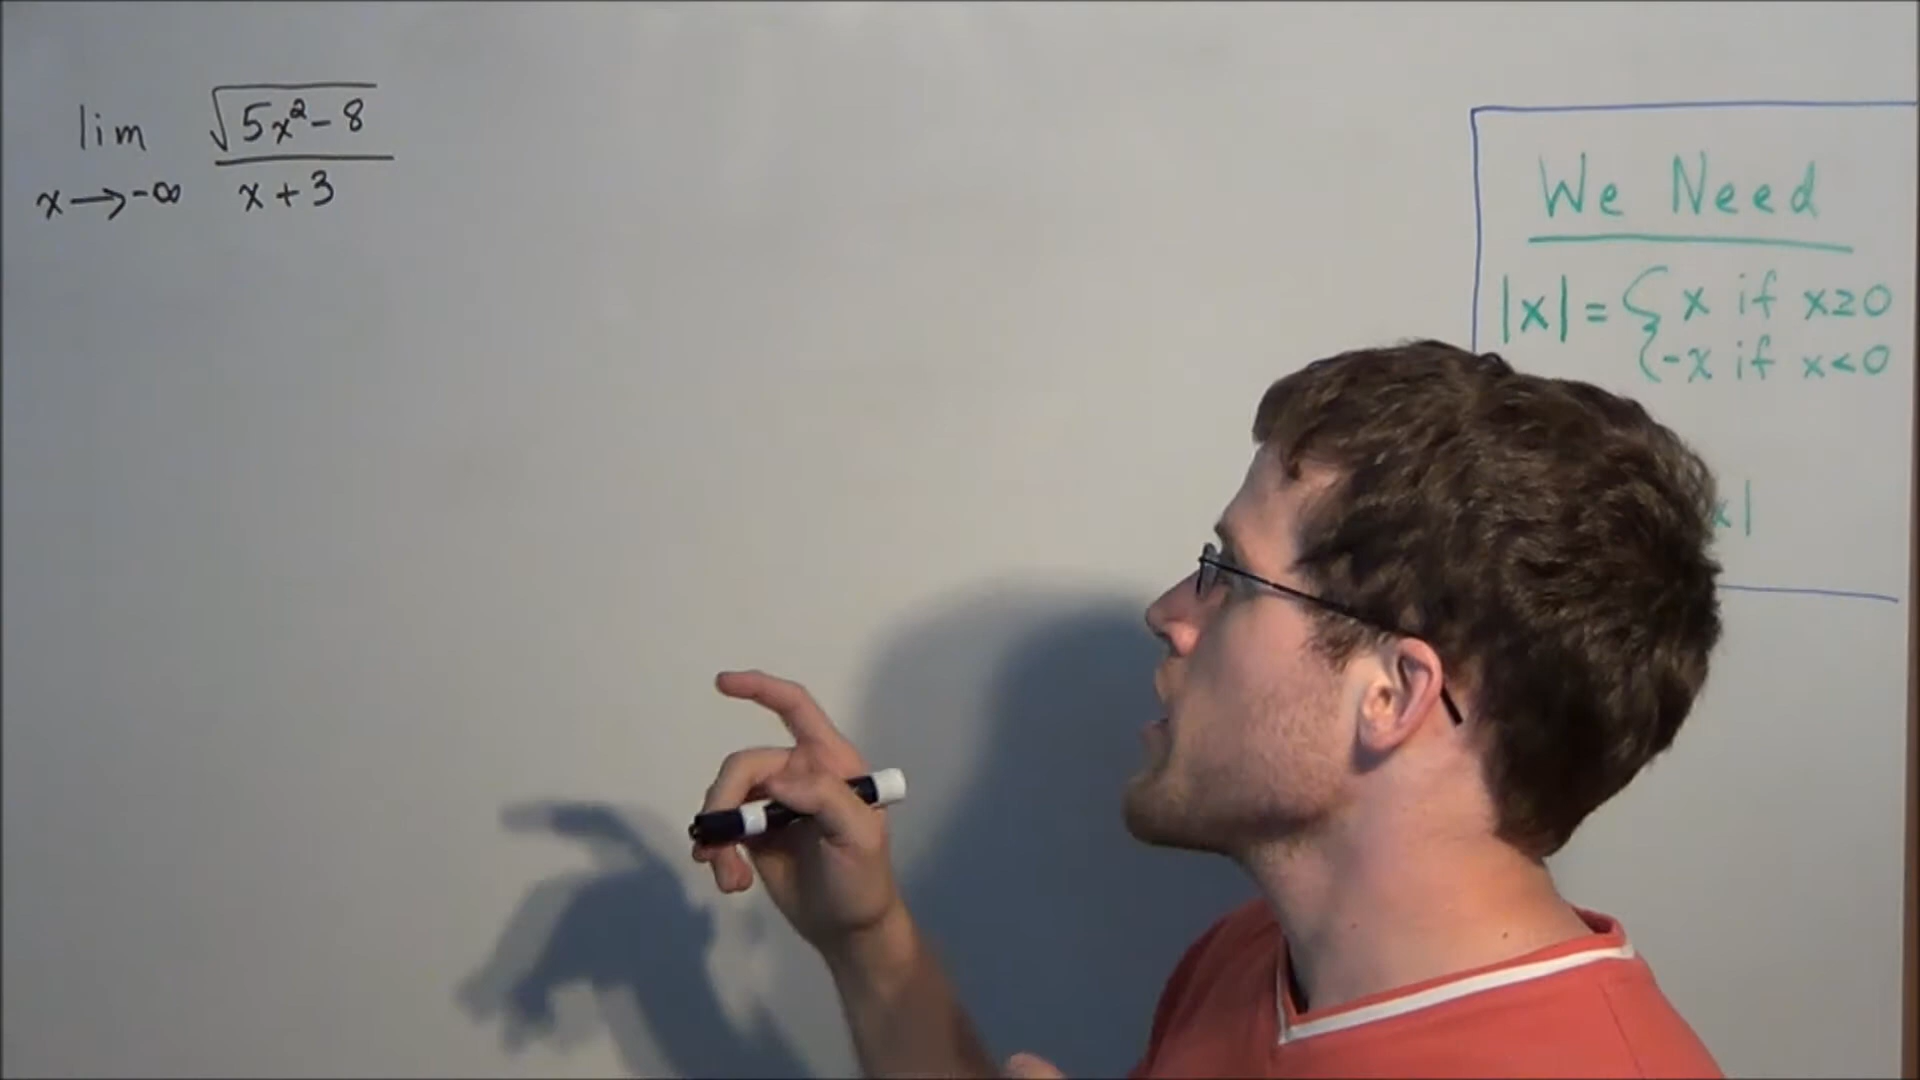 lim √5x²-8
x→-∞ x+3
We Need
|x| = { x if x≥0
{ -x if x<0
x|